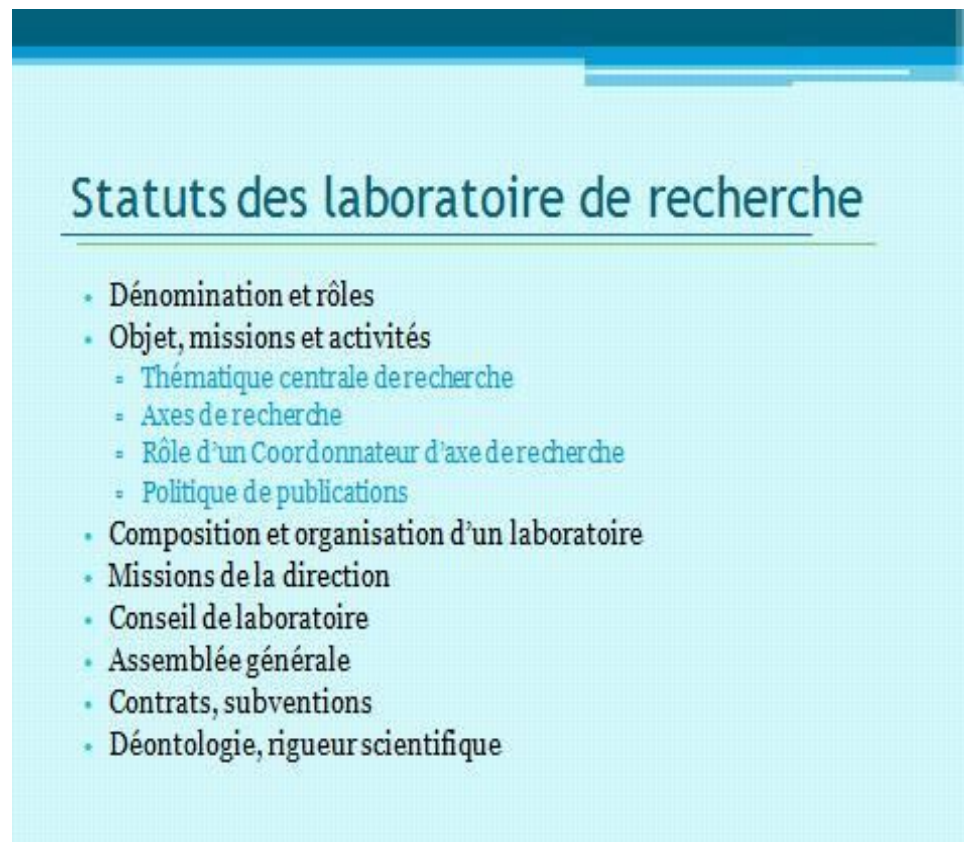 Statuts des laboratoire de recherche
• Dénomination et rôles
• Objet, missions et activités
▫ Thématique centrale de recherche
▫ Axes de recherche
▫ Rôle d’un Coordonnateur d’axe de recherche
▫ Politique de publications
• Composition et organisation d’un laboratoire
• Missions de la direction
• Conseil de laboratoire
• Assemblée générale
• Contrats, subventions
• Déontologie, rigueur scientifique